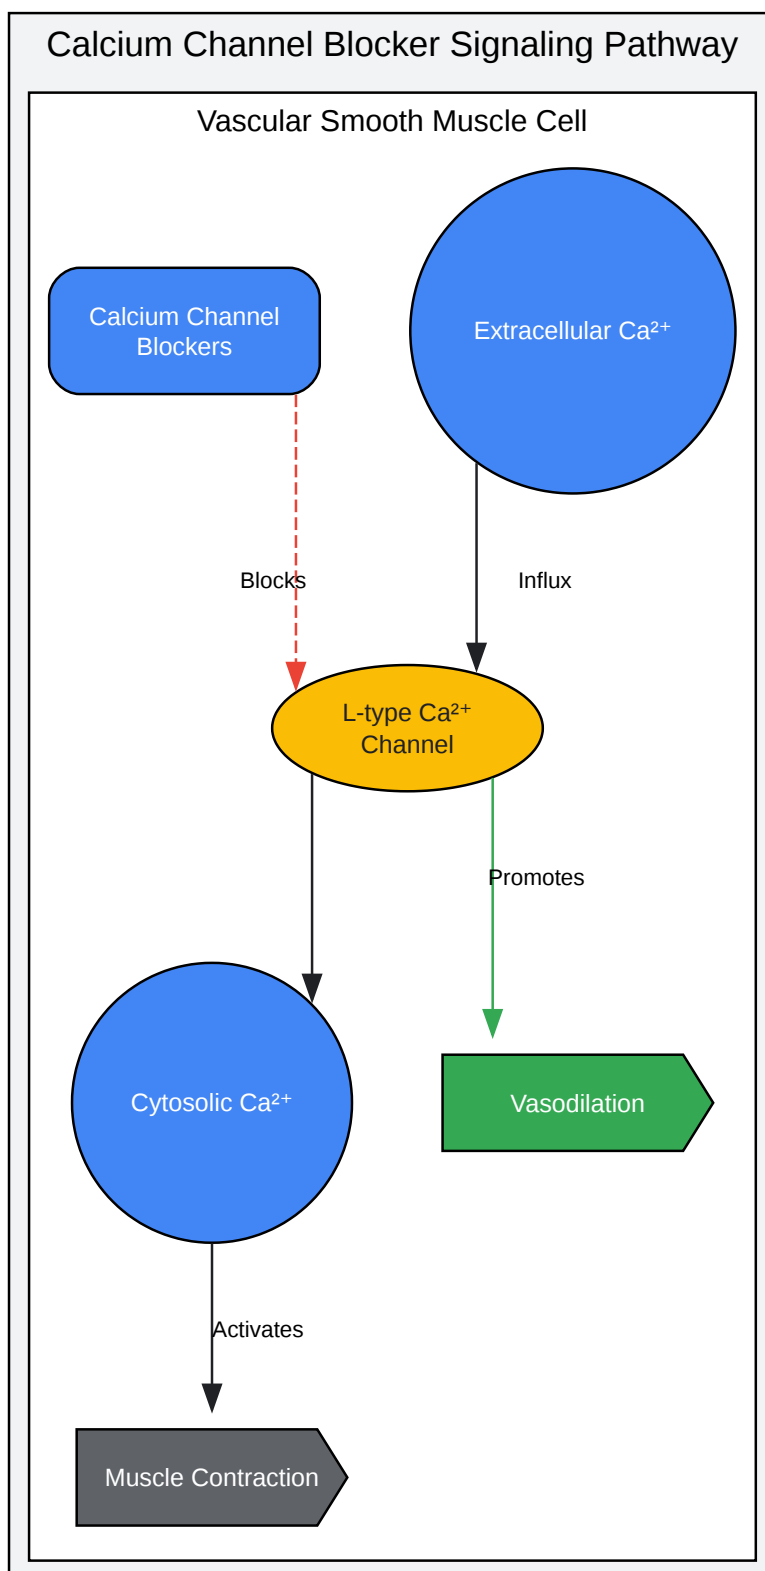 Calcium Channel Blocker Signaling Pathway
Vascular Smooth Muscle Cell
Calcium Channel
Blockers
Extracellular Ca²⁺
Blocks
Influx
L-type Ca²⁺
Channel
Promotes
Cytosolic Ca²⁺
Vasodilation
Activates
Muscle Contraction